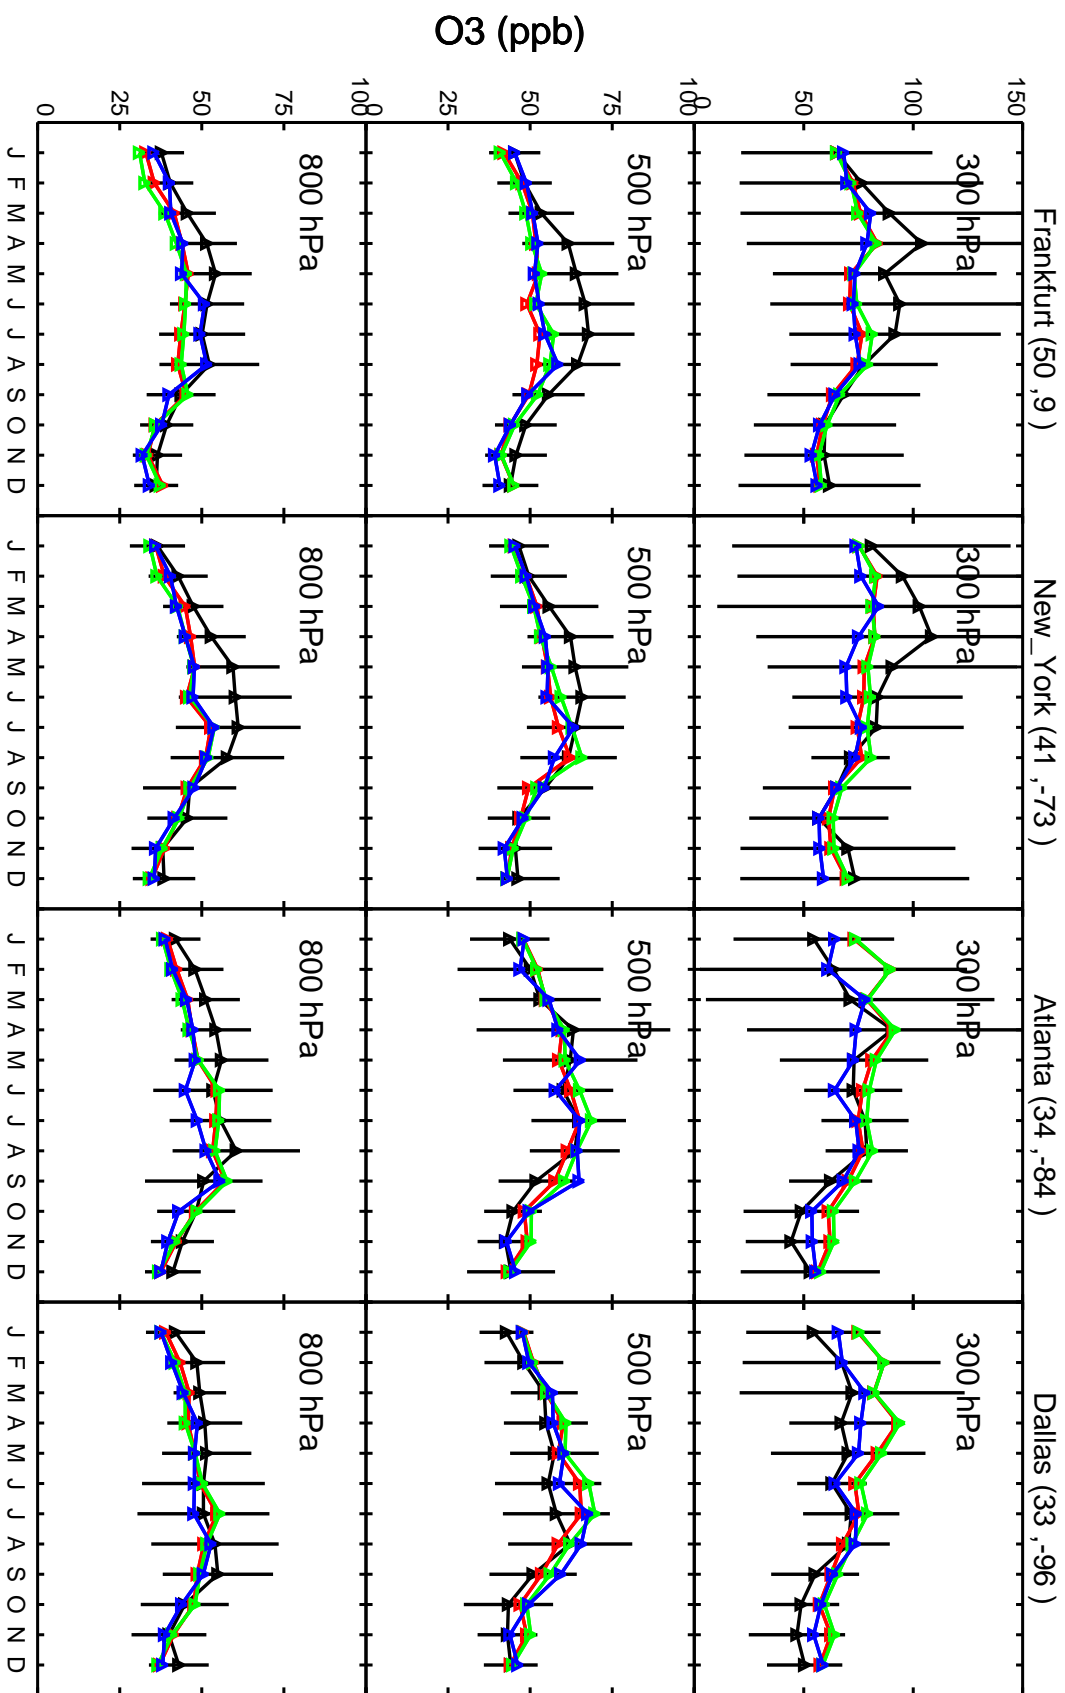 O3 (ppb)
Frankfurt (50 ,9 )
New_York (41 ,-73 )
Atlanta (34 ,-84 )
Dallas (33 ,-96 )
150
100
50
0
300 hPa
300 hPa
300 hPa
300 hPa
100
75
50
25
0
500 hPa
500 hPa
500 hPa
500 hPa
100
75
50
25
0
800 hPa
800 hPa
800 hPa
800 hPa
J F M A M J J A S O N D
J F M A M J J A S O N D
J F M A M J J A S O N D
J F M A M J J A S O N D